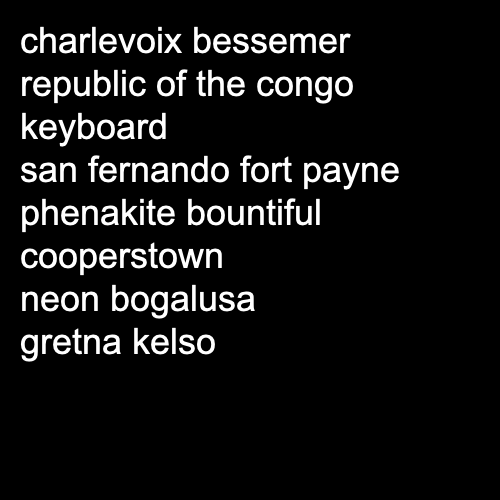 charlevoix bessemer
republic of the congo
keyboard
san fernando fort payne
phenakite bountiful
cooperstown
neon bogalusa
gretna kelso